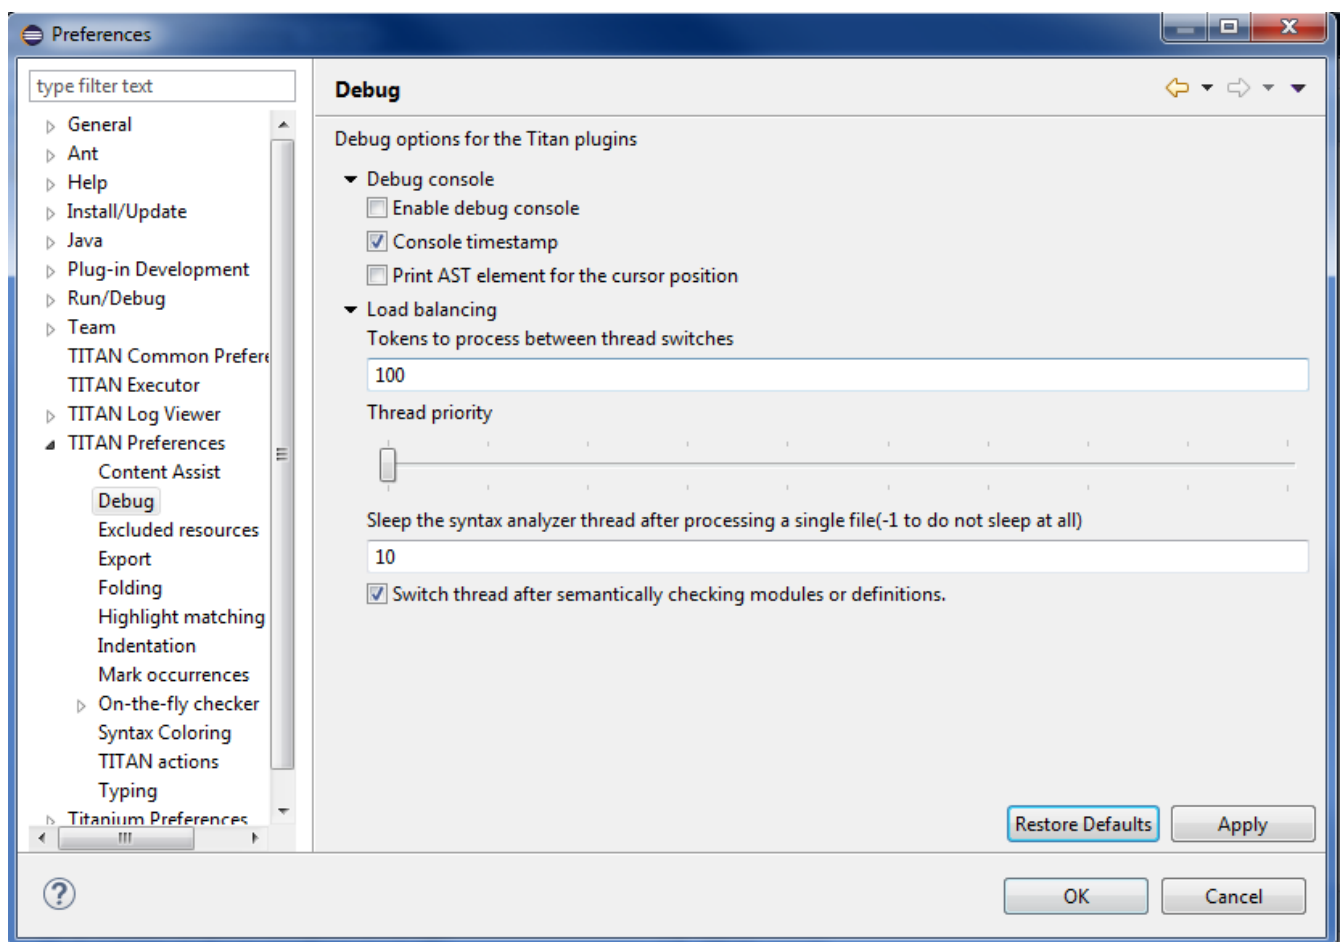 Preferences
type filter text
General
Ant
Help
Install/Update
Java
Plug-in Development
Run/Debug
Team
TITAN Common Prefere
TITAN Executor
TITAN Log Viewer
TITAN Preferences
Content Assist
Debug
Excluded resources
Export
Folding
Highlight matching
Indentation
Mark occurrences
On-the-fly checker
Syntax Coloring
TITAN actions
Typing
Titanium Preferences
Debug
Debug options for the Titan plugins
Debug console
Enable debug console
Console timestamp
Print AST element for the cursor position
Load balancing
Tokens to process between thread switches
100
Thread priority
Sleep the syntax analyzer thread after processing a single file(-1 to do not sleep at all)
10
Switch thread after semantically checking modules or definitions.
Restore Defaults
Apply
OK
Cancel